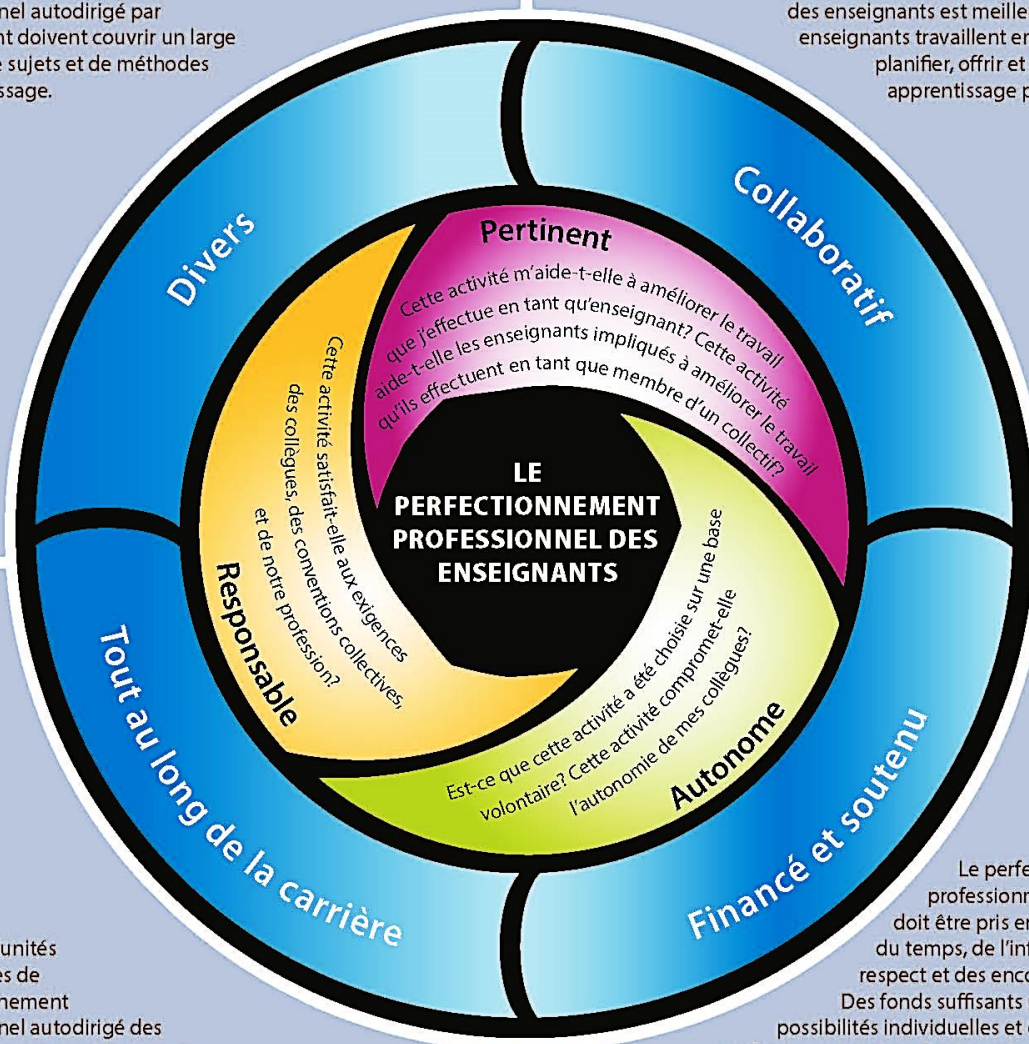 nel autodirigé par
nt doivent couvrir un large
sujets et de méthodes
ssage.
des enseignants est meille
enseignants travaillent en
planifier, offrir et
apprentissage p
Divers
Collaboratif
Pertinent
Cette activité m'aide-t-elle à améliorer le travail
que j'effectue en tant qu'enseignant? Cette activité
aide-t-elle les enseignants impliqués à améliorer le travail
qu'ils effectuent en tant que membre d'un collectif?
Responsable
Cette activité satisfait-elle aux exigences
des collègues, des conventions collectives,
et de notre profession?
LE
PERFECTIONNEMENT
PROFESSIONNEL DES
ENSEIGNANTS
Est-ce que cette activité a été choisie sur une base
volontaire? Cette activité compromet-elle
l'autonomie de mes collègues?
Autonome
Tout au long de la carrière
Financé et soutenu
unités
es de
nement
nel autodirigé des
Le perfe
professionn
doit être pris en
du temps, de l'inf
respect et des enco
Des fonds suffisants
possibilités individuelles et